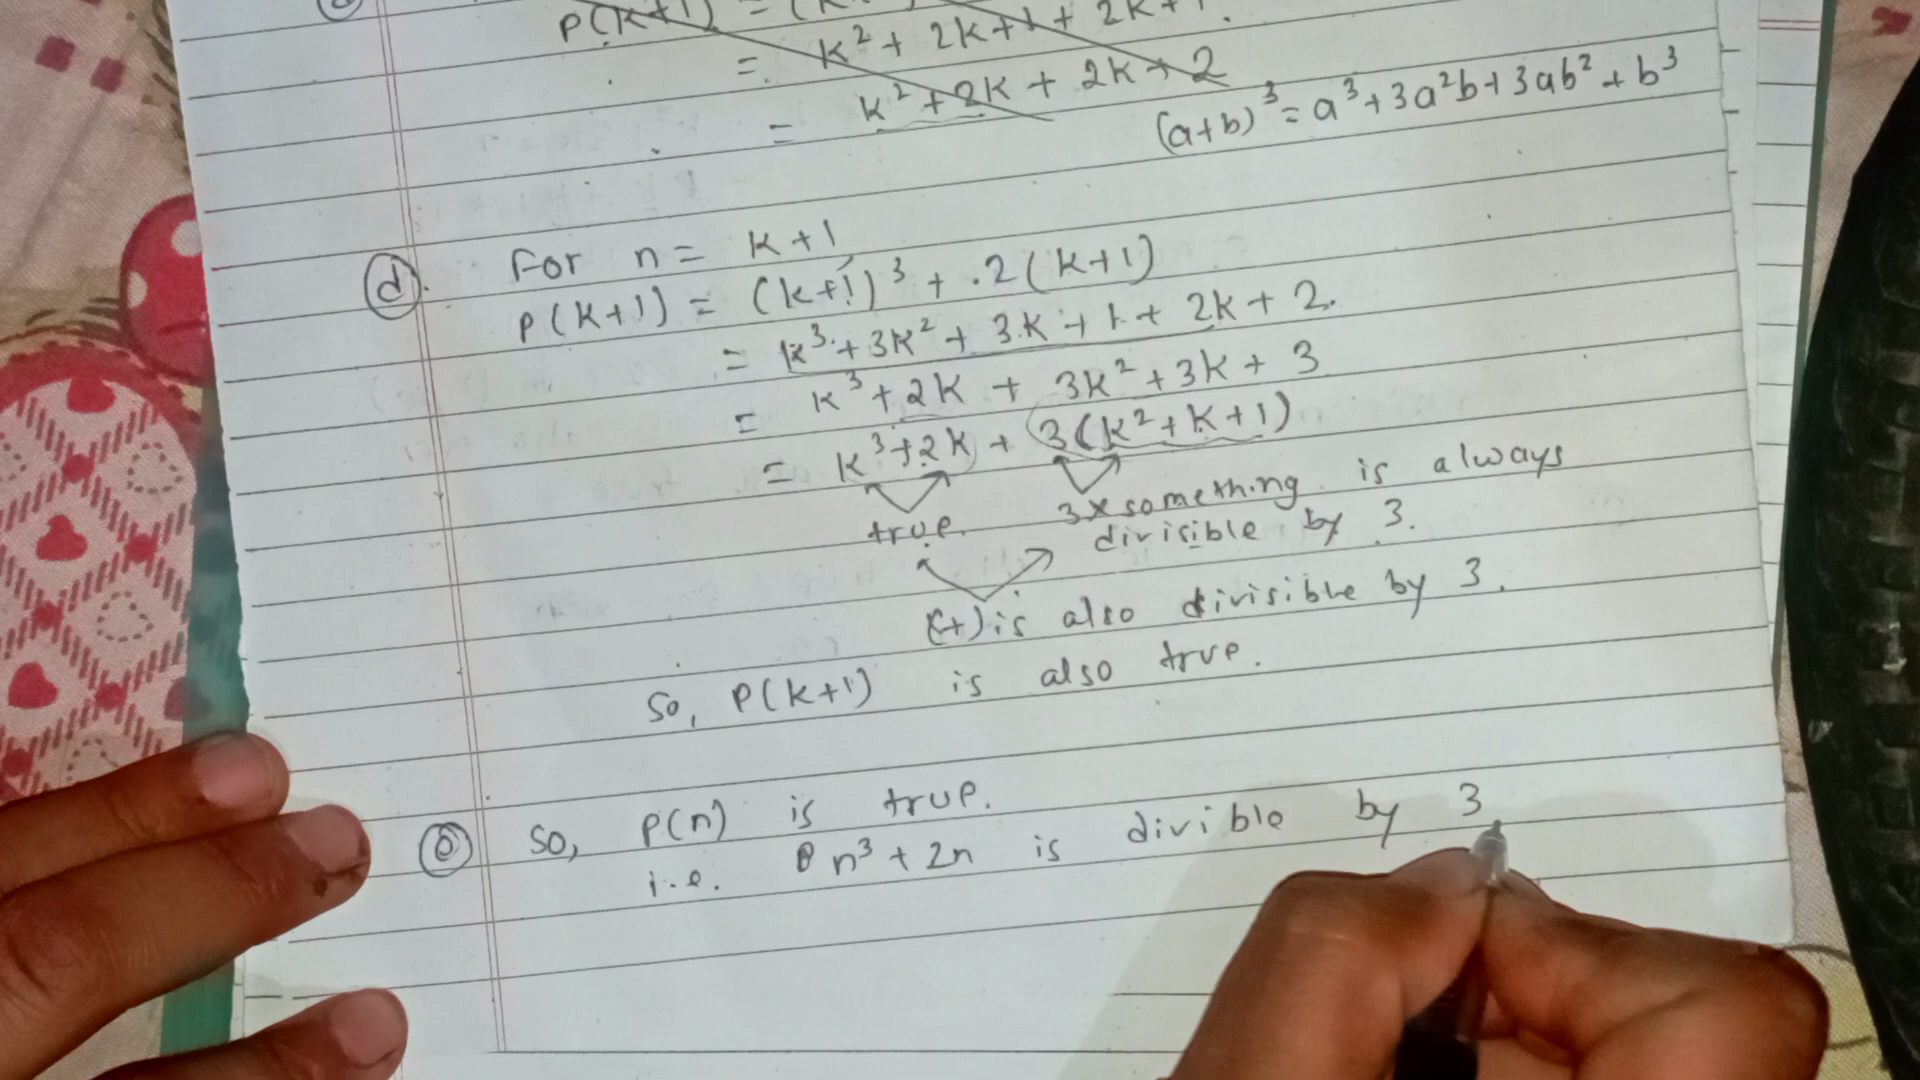 P(k+1) = (k
= k² + 2k+1+ 2k+1.
= k² + 2k + 2k + 2
(a+b)³ = a³+3a²b+3ab²+b³
(d). For n = k+1,
P(k+1) = (k+1)³ + .2(k+1)
= k³+3k²+3k+1+2k+2.
= k³+2k + 3k²+3k+3
= k³+2k + 3(k²+k+1)
true. 3×something is always
divisible by 3.
(+) is also divisible by 3.
So, P(k+1) is also true.
(e) So, P(n) is true.
i.e. n³ + 2n is divible by 3